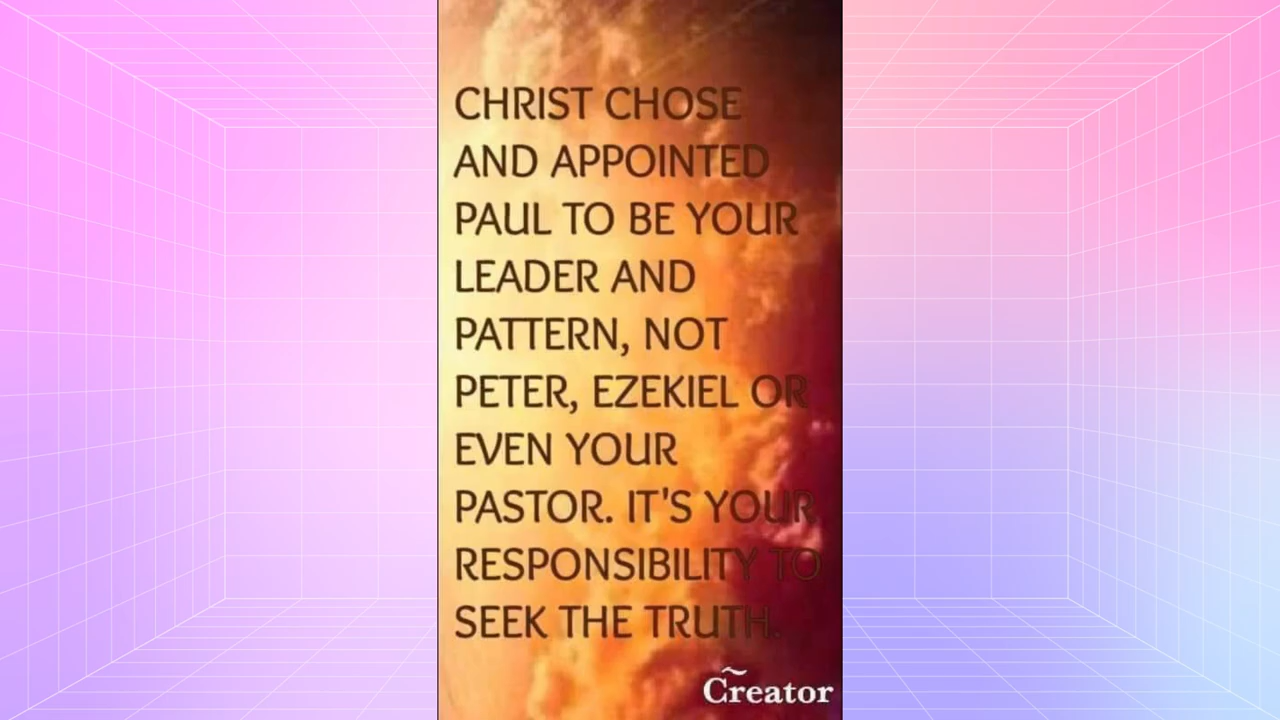 CHRIST CHOSE
AND APPOINTED
PAUL TO BE YOUR
LEADER AND
PATTERN, NOT
PETER, EZEKIEL OR
EVEN YOUR
PASTOR. IT'S YOUR
RESPONSIBILITY TO
SEEK THE TRUTH.
~
Creator